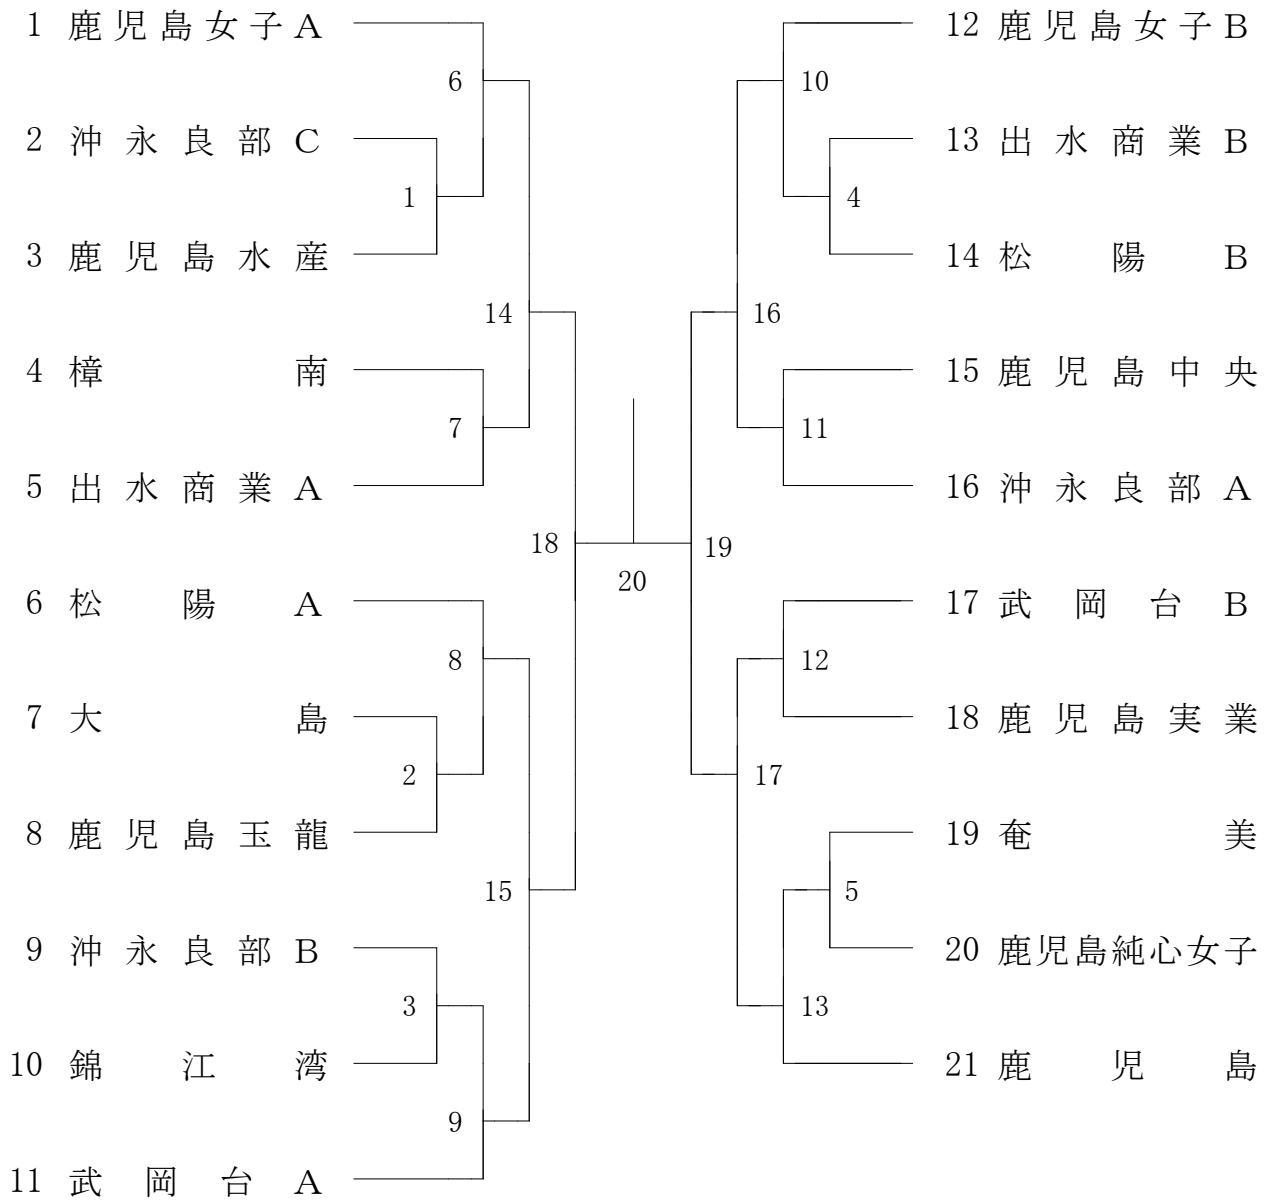 1 鹿児島女子A
6
2 沖永良部C
1
3 鹿児島水産
14
4 樟南
7
5 出水商業A
18
6 松陽A
8
7 大島
2
8 鹿児島玉龍
15
9 沖永良部B
3
10 錦江湾
9
11 武岡台A
20
12 鹿児島女子B
10
13 出水商業B
4
14 松陽B
16
15 鹿児島中央
11
16 沖永良部A
19
17 武岡台B
12
18 鹿児島実業
17
19 奄美
5
20 鹿児島純心女子
13
21 鹿児島